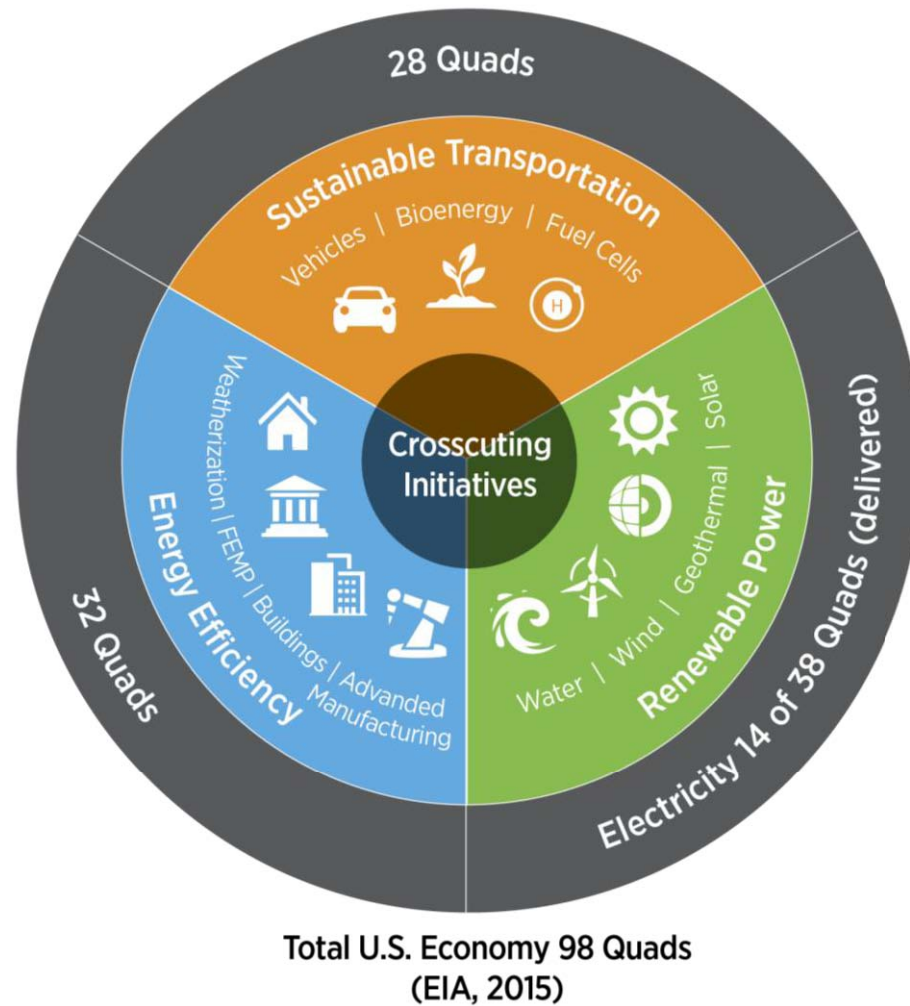 28 Quads
Sustainable Transportation
Vehicles | Bioenergy | Fuel Cells
H
Crosscuting
Initiatives
Weatherization | FEMP | Buildings | Advanded
Manufacturing
Energy Efficiency
32 Quads
Water | Wind | Geothermal | Solar
Renewable Power
Electricity 14 of 38 Quads (delivered)
Total U.S. Economy 98 Quads
(EIA, 2015)